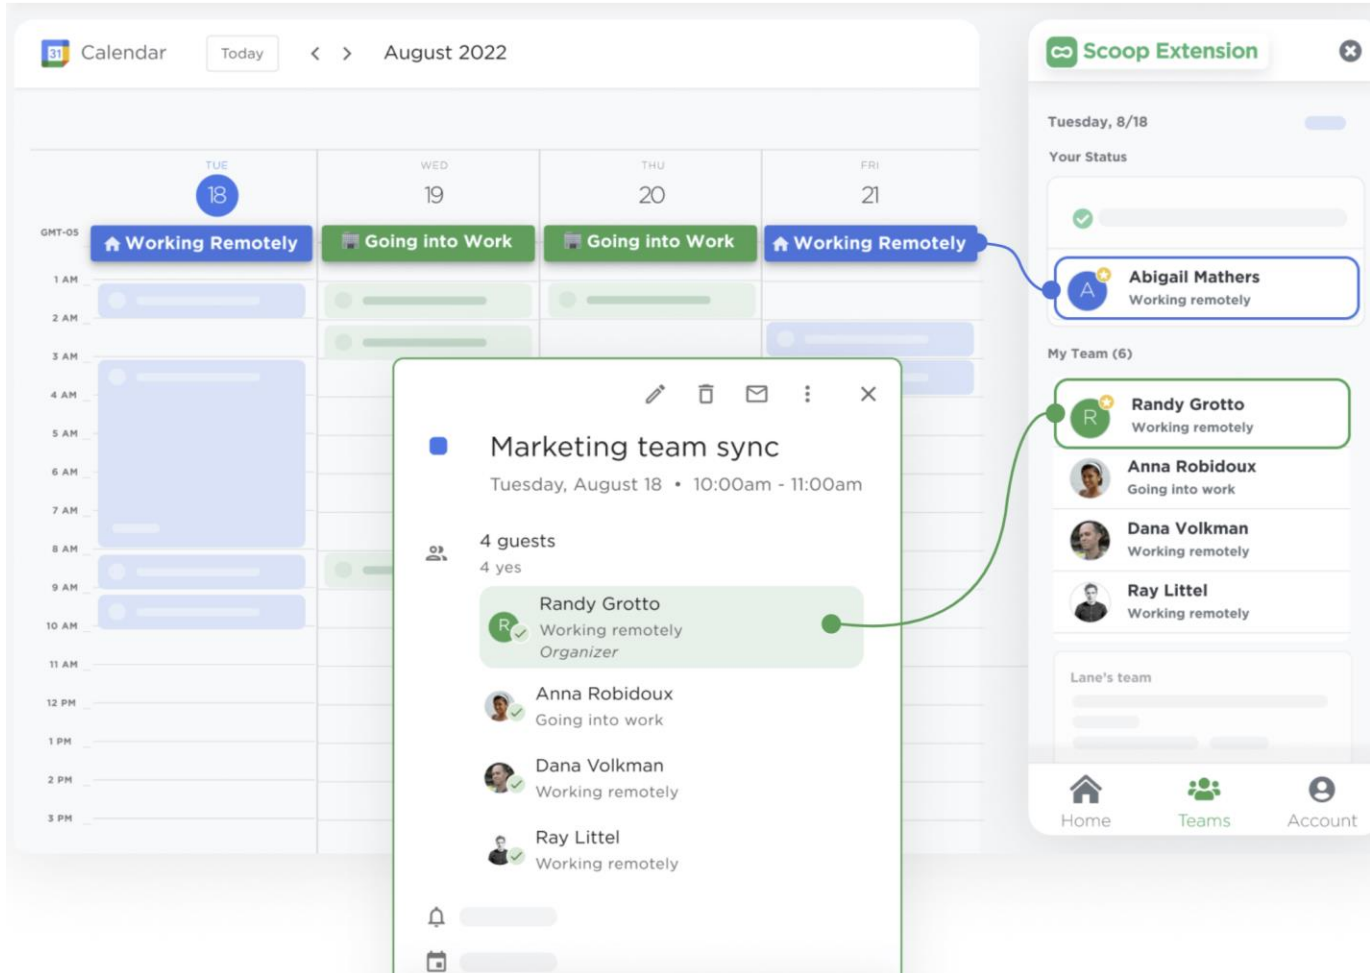 31 Calendar Today August 2022
TUE WED THU FRI
18 19 20 21
GMT-05 Working Remotely Going into Work Going into Work Working Remotely
1 AM
2 AM
3 AM
4 AM
5 AM
6 AM
7 AM
8 AM
9 AM
10 AM
11 AM
12 PM
1 PM
2 PM
3 PM
Marketing team sync
Tuesday, August 18 • 10:00am - 11:00am
4 guests
4 yes
R
Randy Grotto
Working remotely
Organizer
Anna Robidoux
Going into work
Dana Volkman
Working remotely
Ray Littel
Working remotely
Scoop Extension
Tuesday, 8/18
Your Status
A
Abigail Mathers
Working remotely
My Team (6)
R
Randy Grotto
Working remotely
Anna Robidoux
Going into work
Dana Volkman
Working remotely
Ray Littel
Working remotely
Lane's team
Home Teams Account